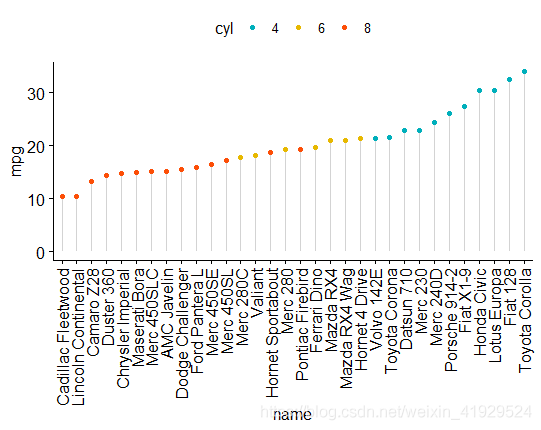 cyl 4 6 8
mpg
30
20
10
0
Cadillac Fleetwood
Lincoln Continental
Camaro Z28
Duster 360
Chrysler Imperial
Maserati Bora
Merc 450SLC
AMC Javelin
Dodge Challenger
Ford Pantera L
Merc 450SE
Merc 450SL
Merc 280C
Valiant
Hornet Sportabout
Merc 280
Pontiac Firebird
Ferrari Dino
Mazda RX4
Mazda RX4 Wag
Hornet 4 Drive
Volvo 142E
Toyota Corona
Datsun 710
Merc 230
Merc 240D
Porsche 914-2
Fiat X1-9
Honda Civic
Lotus Europa
Fiat 128
Toyota Corolla
name
https://blog.csdn.net/weixin_41929524